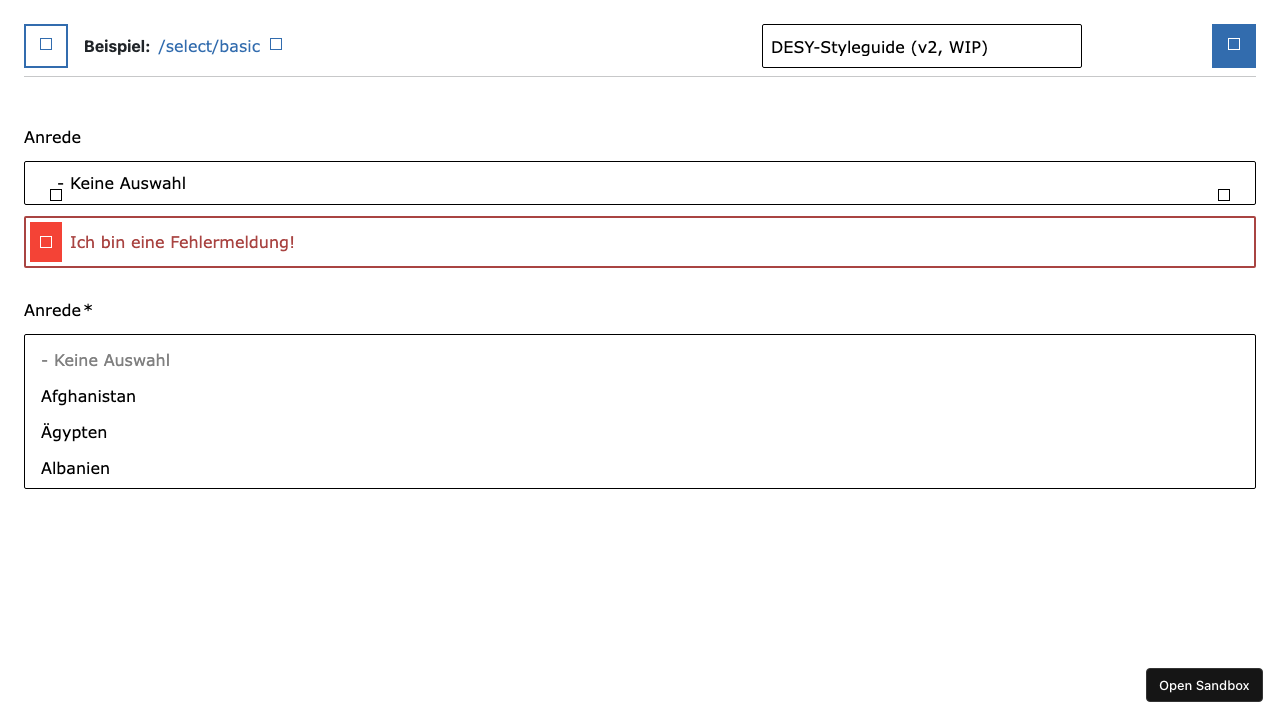 Beispiel: /select/basic
DESY-Styleguide (v2, WIP)
Anrede
- Keine Auswahl
Ich bin eine Fehlermeldung!
Anrede*
- Keine Auswahl
Afghanistan
Ägypten
Albanien
Open Sandbox